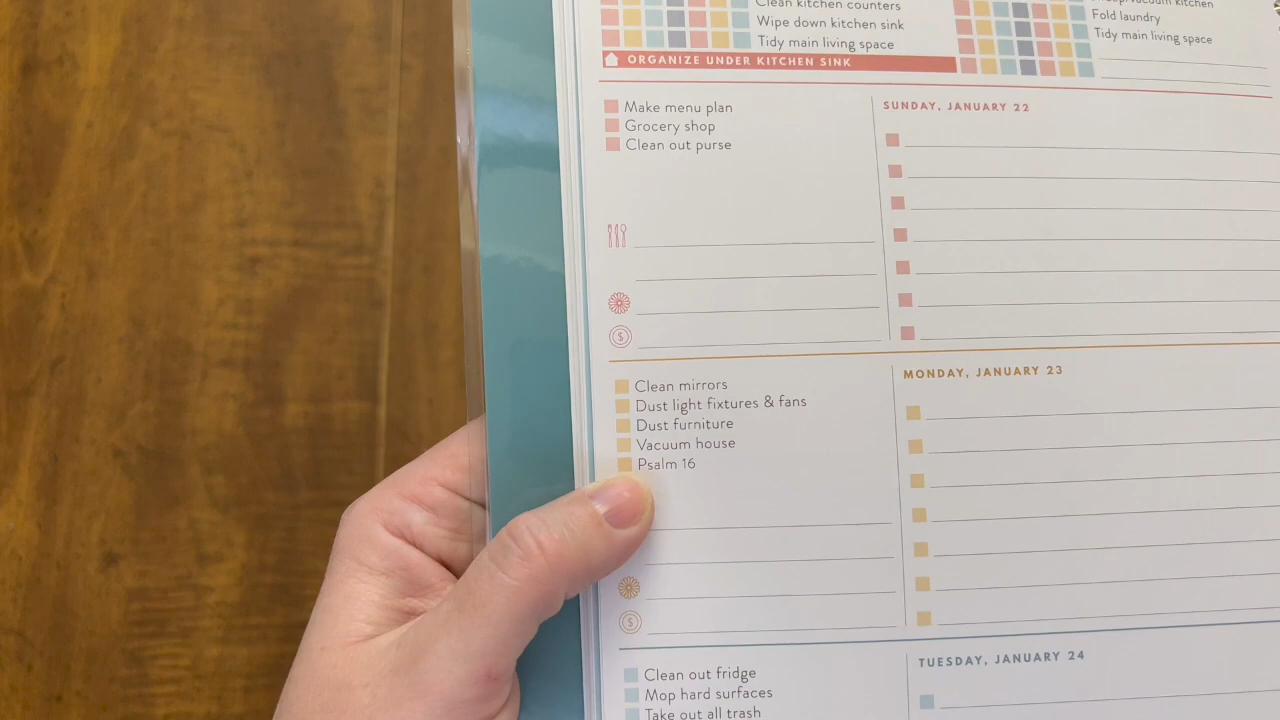 Clean kitchen counters
Wipe down kitchen sink
Tidy main living space
kitchen
Fold laundry
Tidy main living space
ORGANIZE UNDER KITCHEN SINK
Make menu plan
Grocery shop
Clean out purse
SUNDAY, JANUARY 22
$
Clean mirrors
Dust light fixtures & fans
Dust furniture
Vacuum house
Psalm 16
MONDAY, JANUARY 23
$
Clean out fridge
Mop hard surfaces
Take out all trash
TUESDAY, JANUARY 24